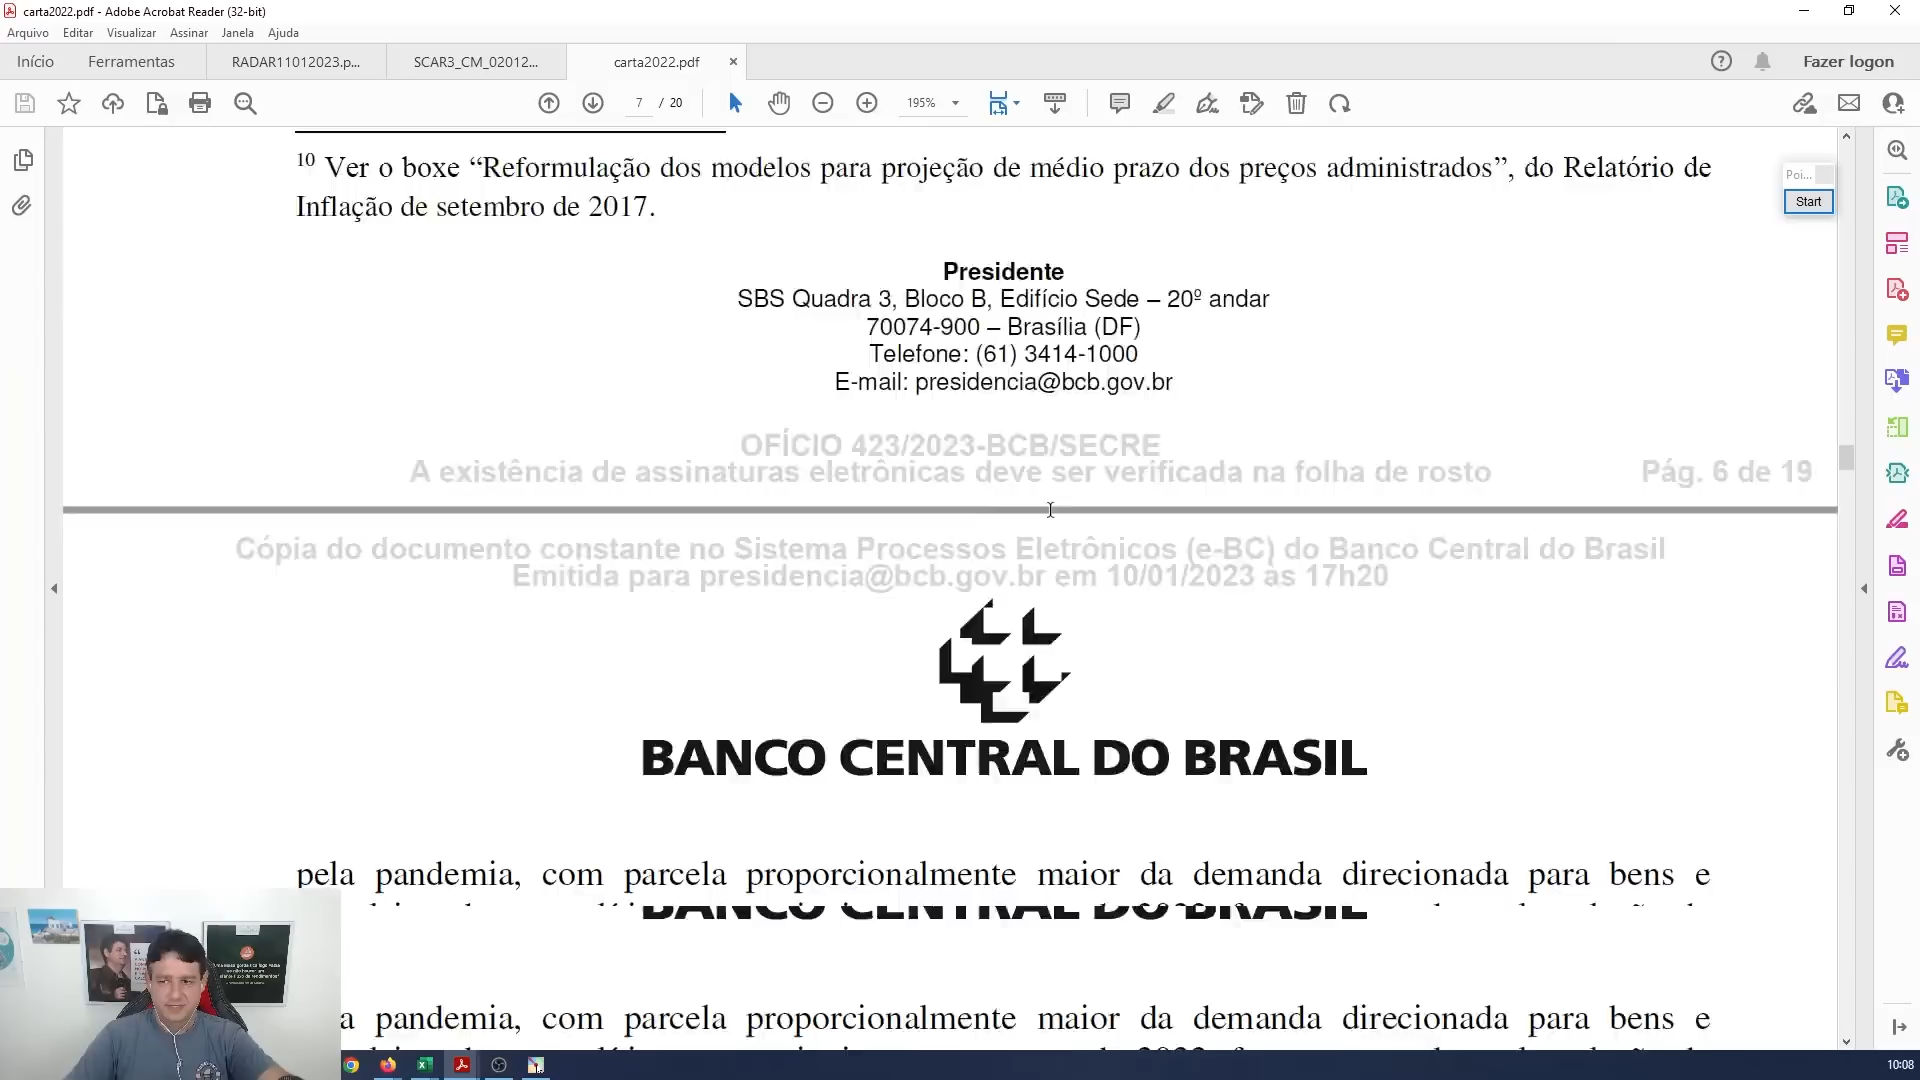 carta2022.pdf - Adobe Acrobat Reader (32-bit)
Arquivo Editar Visualizar Assinar Janela Ajuda
Início Ferramentas RADAR11012023.p... SCAR3_CM_02012... carta2022.pdf × Fazer logon
7 / 20 195%
10 Ver o boxe “Reformulação dos modelos para projeção de médio prazo dos preços administrados”, do Relatório de
Inflação de setembro de 2017.
Poi...
Start
Presidente
SBS Quadra 3, Bloco B, Edifício Sede – 20º andar
70074-900 – Brasília (DF)
Telefone: (61) 3414-1000
E-mail: presidencia@bcb.gov.br
OFÍCIO 423/2023-BCB/SECRE
A existência de assinaturas eletrônicas deve ser verificada na folha de rosto Pág. 6 de 19
Cópia do documento constante no Sistema Processos Eletrônicos (e-BC) do Banco Central do Brasil
Emitida para presidencia@bcb.gov.br em 10/01/2023 às 17h20
BANCO CENTRAL DO BRASIL
pela pandemia, com parcela proporcionalmente maior da demanda direcionada para bens e
BANCO CENTRAL DO BRASIL
a pandemia, com parcela proporcionalmente maior da demanda direcionada para bens e
10:08